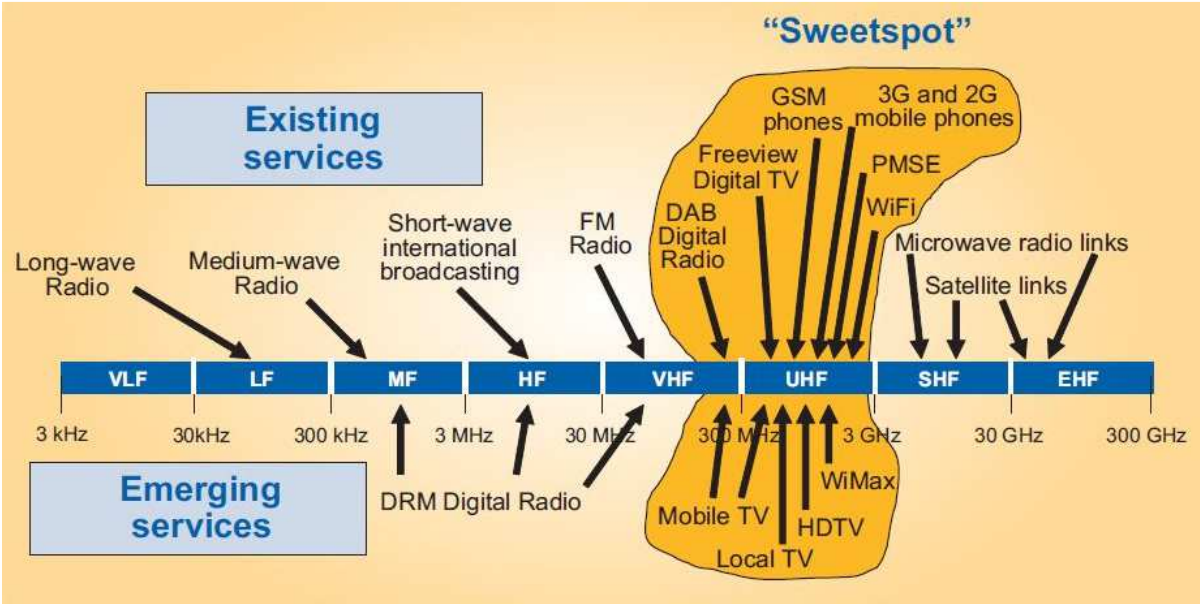 “Sweetspot”
Existing
services
GSM
phones
3G and 2G
mobile phones
Freeview
Digital TV
PMSE
WiFi
DAB
Digital
Radio
FM
Radio
Short-wave
international
broadcasting
Medium-wave
Radio
Long-wave
Radio
Microwave radio links
Satellite links
VLF
LF
MF
HF
VHF
UHF
SHF
EHF
3 kHz
30kHz
300 kHz
3 MHz
30 MHz
300 MHz
3 GHz
30 GHz
300 GHz
Emerging
services
DRM Digital Radio
Mobile TV
Local TV
HDTV
WiMax